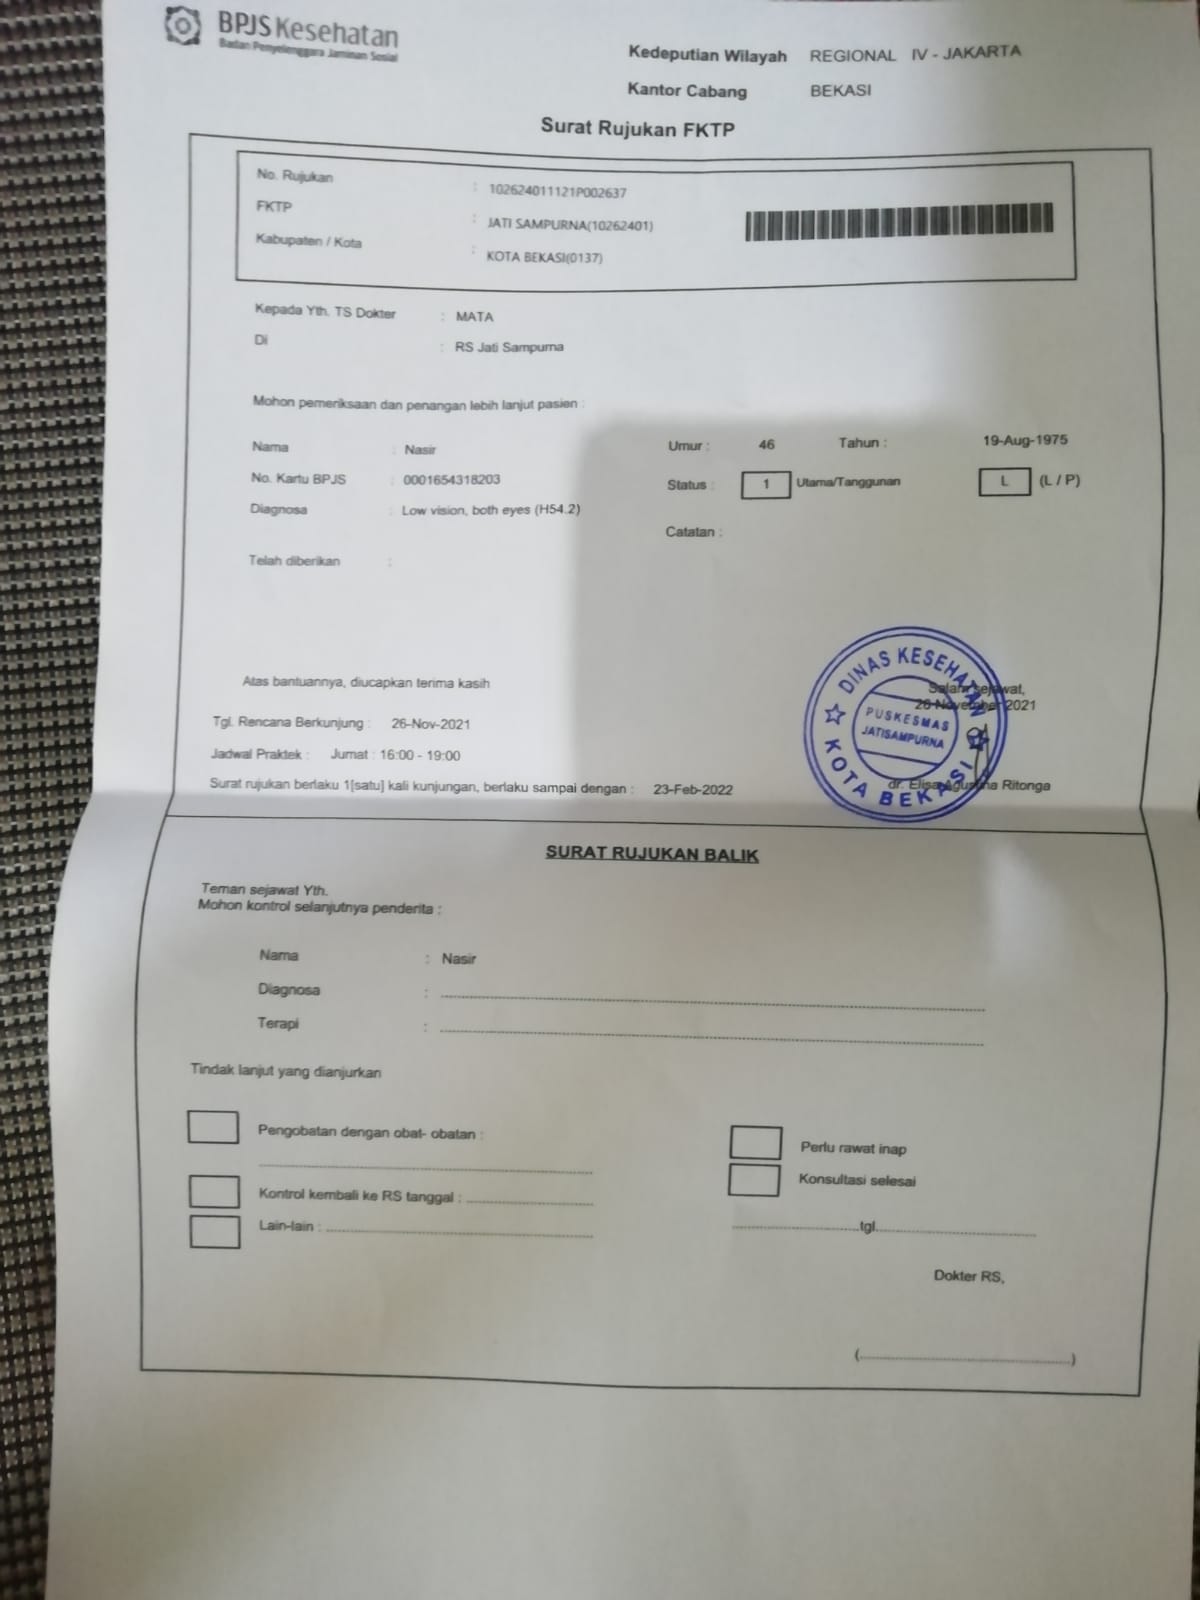 BPJS Kesehatan
Badan Penyelenggara Jaminan Sosial
Kedeputian Wilayah REGIONAL IV - JAKARTA
Kantor Cabang BEKASI
Surat Rujukan FKTP
No. Rujukan : 102624011121P002637
FKTP : JATI SAMPURNA(10262401)
Kabupaten / Kota : KOTA BEKASI(0137)
Kepada Yth. TS Dokter : MATA
Di : RS Jati Sampurna
Mohon pemeriksaan dan penangan lebih lanjut pasien :
Nama : Nasir Umur : 46 Tahun : 19-Aug-1975
No. Kartu BPJS : 0001654318203 Status : 1 Utama/Tanggunan L (L / P)
Diagnosa : Low vision, both eyes (H54.2) Catatan :
Telah diberikan :
Atas bantuannya, diucapkan terima kasih
Salam sejawat,
26 November 2021
Tgl. Rencana Berkunjung : 26-Nov-2021
Jadwal Praktek : Jumat : 16:00 - 19:00
Surat rujukan berlaku 1[satu] kali kunjungan, berlaku sampai dengan : 23-Feb-2022
dr. Elisa Agustina Ritonga
DINAS KESEHATAN
PUSKESMAS
JATISAMPURNA
KOTA BEKASI
SURAT RUJUKAN BALIK
Teman sejawat Yth.
Mohon kontrol selanjutnya penderita :
Nama : Nasir
Diagnosa :
Terapi :
Tindak lanjut yang dianjurkan
Pengobatan dengan obat- obatan : Perlu rawat inap
Kontrol kembali ke RS tanggal : Konsultasi selesai
Lain-lain : tgl.
Dokter RS,
( )